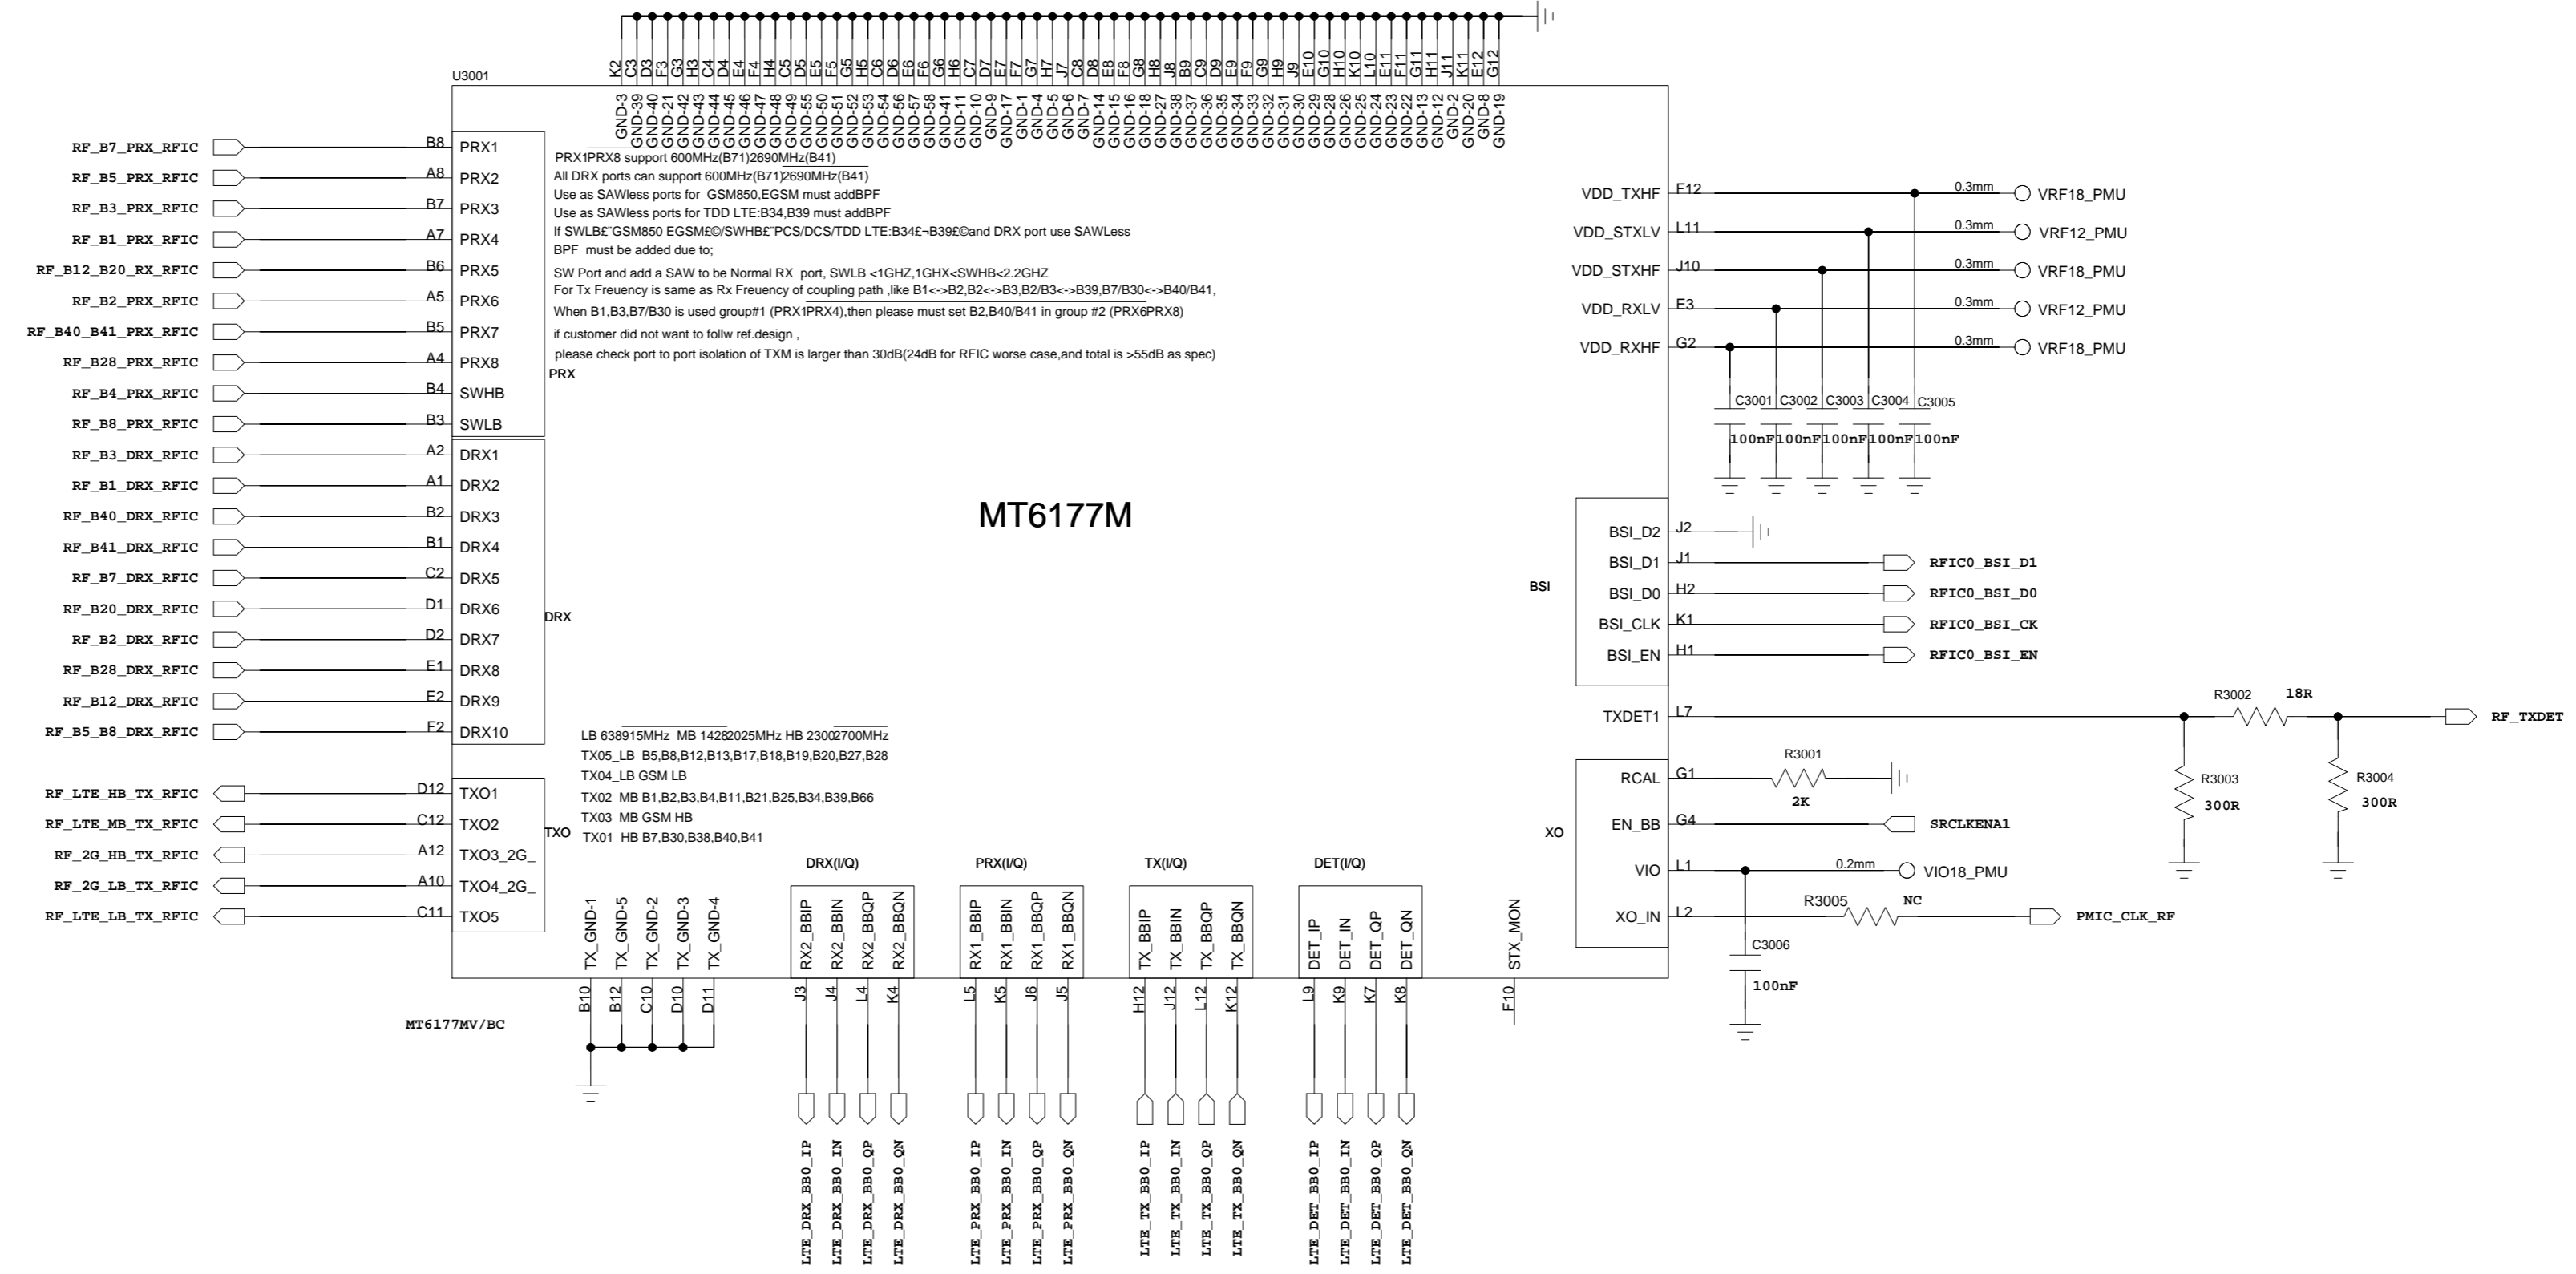 K2 C3 D3 F3 G3 H3 C4 D4 E4 F4 H4 C5 D5 E5 F5 G5 H5 C6 D6 E6 F6 G6 H6 C7 D7 E7 F7 G7 H7 J7 C8 D8 E8 F8 G8 H8 J8 B9 C9 D9 E9 F9 G9 H9 J9 E10 G10 H10 K10 L10 E11 F11 G11 H11 J11 K11 E12 G12
GND-3 GND-39 GND-40 GND-21 GND-42 GND-43 GND-44 GND-45 GND-46 GND-47 GND-48 GND-49 GND-55 GND-50 GND-51 GND-52 GND-53 GND-54 GND-56 GND-57 GND-58 GND-41 GND-11 GND-10 GND-9 GND-17 GND-1 GND-4 GND-5 GND-6 GND-7 GND-14 GND-15 GND-16 GND-18 GND-27 GND-38 GND-37 GND-36 GND-35 GND-34 GND-33 GND-32 GND-31 GND-30 GND-29 GND-28 GND-26 GND-25 GND-24 GND-23 GND-22 GND-13 GND-12 GND-2 GND-20 GND-8 GND-19
U3001
RF_B7_PRX_RFIC B8 PRX1
RF_B5_PRX_RFIC A8 PRX2
RF_B3_PRX_RFIC B7 PRX3
RF_B1_PRX_RFIC A7 PRX4
RF_B12_B20_RX_RFIC B6 PRX5
RF_B2_PRX_RFIC A5 PRX6
RF_B40_B41_PRX_RFIC B5 PRX7
RF_B28_PRX_RFIC A4 PRX8
PRX
RF_B4_PRX_RFIC B4 SWHB
RF_B8_PRX_RFIC B3 SWLB
RF_B3_DRX_RFIC A2 DRX1
RF_B1_DRX_RFIC A1 DRX2
RF_B40_DRX_RFIC B2 DRX3
RF_B41_DRX_RFIC B1 DRX4
RF_B7_DRX_RFIC C2 DRX5
RF_B20_DRX_RFIC D1 DRX6
DRX
RF_B2_DRX_RFIC D2 DRX7
RF_B28_DRX_RFIC E1 DRX8
RF_B12_DRX_RFIC E2 DRX9
RF_B5_B8_DRX_RFIC F2 DRX10
RF_LTE_HB_TX_RFIC D12 TXO1
RF_LTE_MB_TX_RFIC C12 TXO2
TXO
RF_2G_HB_TX_RFIC A12 TXO3_2G_
RF_2G_LB_TX_RFIC A10 TXO4_2G_
RF_LTE_LB_TX_RFIC C11 TXO5
PRX1PRX8 support 600MHz(B71)2690MHz(B41)
All DRX ports can support 600MHz(B71)2690MHz(B41)
Use as SAWless ports for GSM850,EGSM must addBPF
Use as SAWless ports for TDD LTE:B34,B39 must addBPF
If SWLB£¨GSM850 EGSM£©/SWHB£¨PCS/DCS/TDD LTE:B34£¬B39£©and DRX port use SAWLess
BPF must be added due to;
SW Port and add a SAW to be Normal RX port, SWLB <1GHZ,1GHX<SWHB<2.2GHZ
For Tx Freuency is same as Rx Freuency of coupling path ,like B1<->B2,B2<->B3,B2/B3<->B39,B7/B30<->B40/B41,
When B1,B3,B7/B30 is used group#1 (PRX1PRX4),then please must set B2,B40/B41 in group #2 (PRX6PRX8)
if customer did not want to follw ref.design ,
please check port to port isolation of TXM is larger than 30dB(24dB for RFIC worse case,and total is >55dB as spec)
MT6177M
LB 638915MHz MB 14282025MHz HB 23002700MHz
TX05_LB B5,B8,B12,B13,B17,B18,B19,B20,B27,B28
TX04_LB GSM LB
TX02_MB B1,B2,B3,B4,B11,B21,B25,B34,B39,B66
TX03_MB GSM HB
TX01_HB B7,B30,B38,B40,B41
VDD_TXHF F12 0.3mm VRF18_PMU
VDD_STXLV L11 0.3mm VRF12_PMU
VDD_STXHF J10 0.3mm VRF18_PMU
VDD_RXLV E3 0.3mm VRF12_PMU
VDD_RXHF G2 0.3mm VRF18_PMU
C3001 C3002 C3003 C3004 C3005
100nF 100nF 100nF 100nF 100nF
BSI
BSI_D2 J2
BSI_D1 J1 RFIC0_BSI_D1
BSI_D0 H2 RFIC0_BSI_D0
BSI_CLK K1 RFIC0_BSI_CK
BSI_EN H1 RFIC0_BSI_EN
R3002 18R
TXDET1 L7 RF_TXDET
R3003 300R
R3004 300R
XO
R3001
RCAL G1
2K
EN_BB G4 SRCLKENA1
VIO L1 0.2mm VIO18_PMU
R3005 NC
XO_IN L2 PMIC_CLK_RF
C3006
100nF
DRX(I/Q) PRX(I/Q) TX(I/Q) DET(I/Q)
TX_GND-1 TX_GND-5 TX_GND-2 TX_GND-3 TX_GND-4
B10 B12 C10 D10 D11
RX2_BBIP RX2_BBIN RX2_BBQP RX2_BBQN
J3 J4 L4 K4
LTE_DRX_BB0_IP LTE_DRX_BB0_IN LTE_DRX_BB0_QP LTE_DRX_BB0_QN
RX1_BBIP RX1_BBIN RX1_BBQP RX1_BBQN
L5 K5 J6 J5
LTE_PRX_BB0_IP LTE_PRX_BB0_IN LTE_PRX_BB0_QP LTE_PRX_BB0_QN
TX_BBIP TX_BBIN TX_BBQP TX_BBQN
H12 J12 L12 K12
LTE_TX_BB0_IP LTE_TX_BB0_IN LTE_TX_BB0_QP LTE_TX_BB0_QN
DET_IP DET_IN DET_QP DET_QN
L9 K9 K7 K8
LTE_DET_BB0_IP LTE_DET_BB0_IN LTE_DET_BB0_QP LTE_DET_BB0_QN
STX_MON
F10
MT6177MV/BC